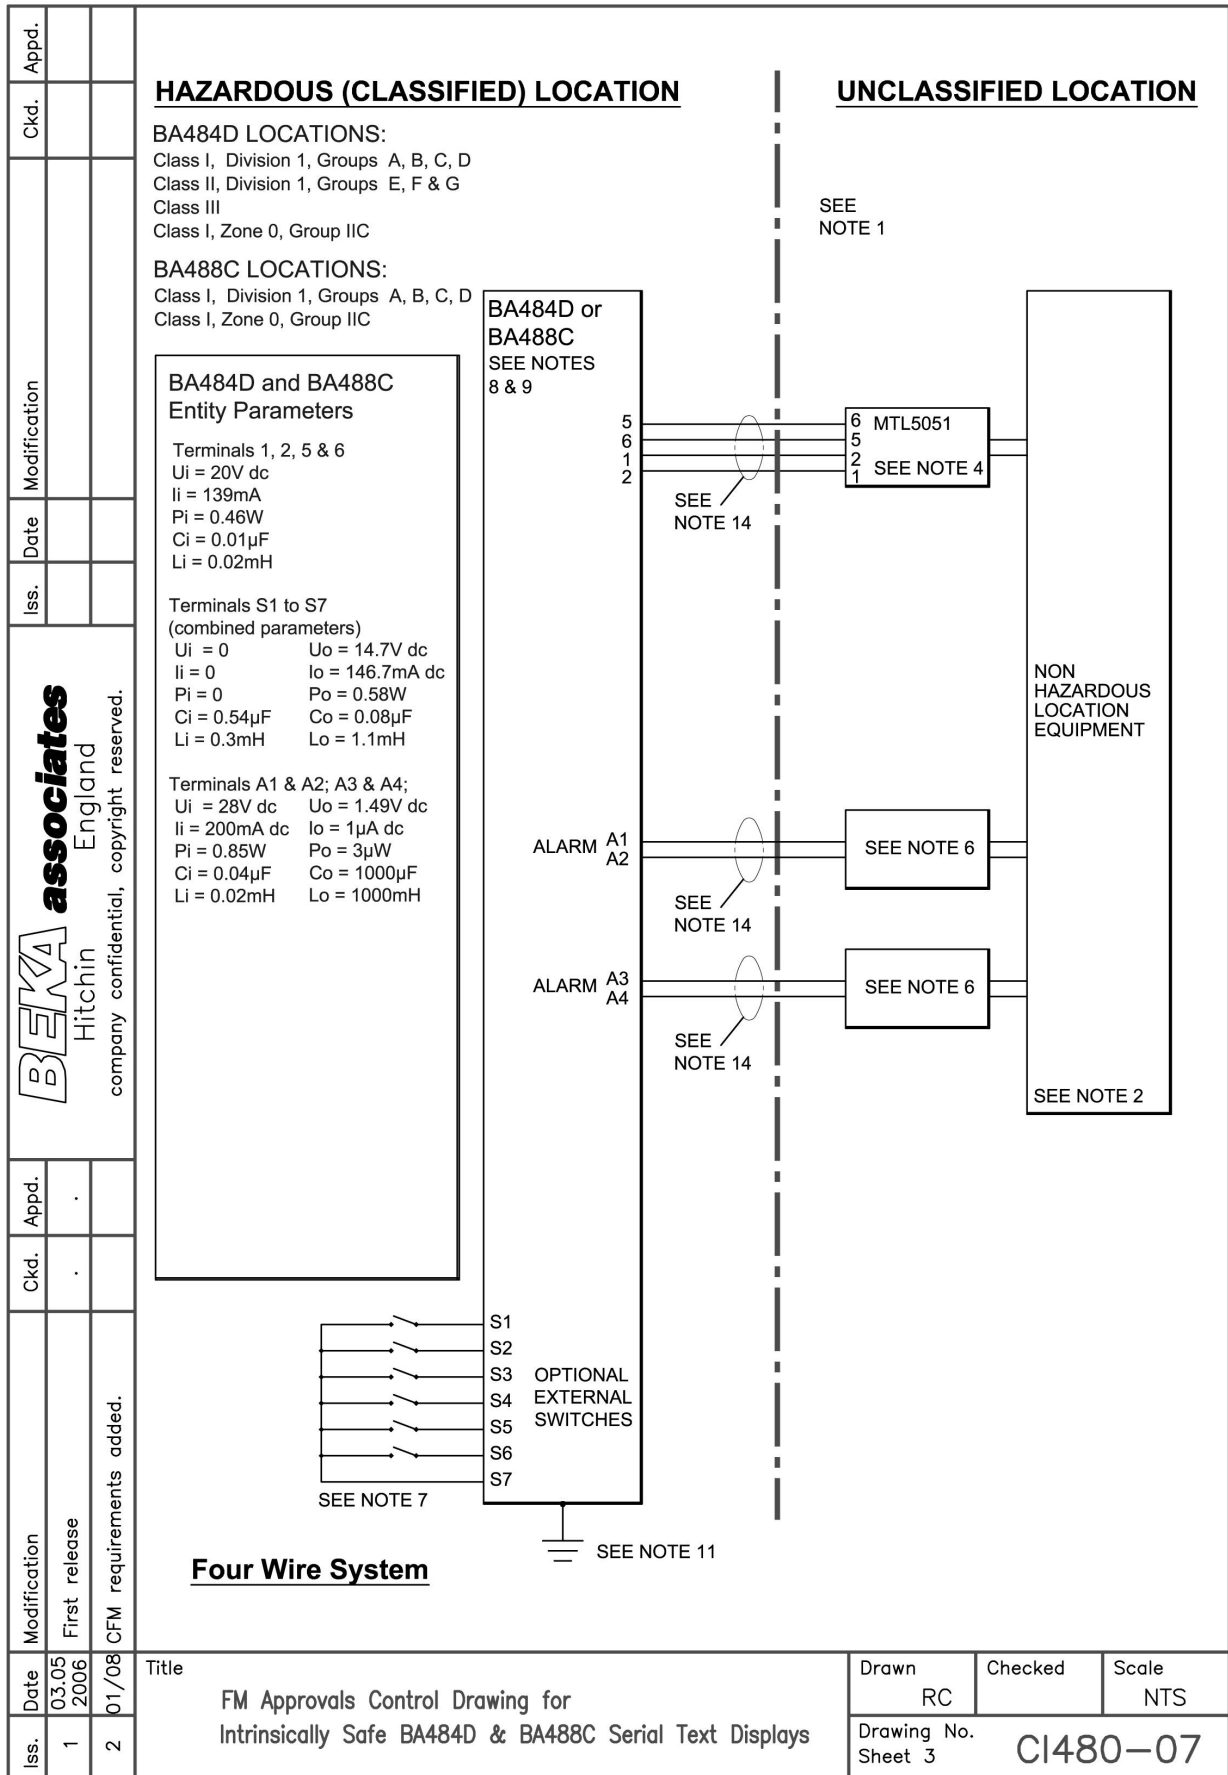 HAZARDOUS (CLASSIFIED) LOCATION
UNCLASSIFIED LOCATION
BA484D LOCATIONS:
Class I, Division 1, Groups A, B, C, D
Class II, Division 1, Groups E, F & G
Class III
Class I, Zone 0, Group IIC
BA488C LOCATIONS:
Class I, Division 1, Groups A, B, C, D
Class I, Zone 0, Group IIC
SEE
NOTE 1
BA484D and BA488C
Entity Parameters
Terminals 1, 2, 5 & 6
Ui = 20V dc
Ii = 139mA
Pi = 0.46W
Ci = 0.01µF
Li = 0.02mH
Terminals S1 to S7
(combined parameters)
Ui = 0 Uo = 14.7V dc
Ii = 0 Io = 146.7mA dc
Pi = 0 Po = 0.58W
Ci = 0.54µF Co = 0.08µF
Li = 0.3mH Lo = 1.1mH
Terminals A1 & A2; A3 & A4;
Ui = 28V dc Uo = 1.49V dc
Ii = 200mA dc Io = 1µA dc
Pi = 0.85W Po = 3µW
Ci = 0.04µF Co = 1000µF
Li = 0.02mH Lo = 1000mH
BA484D or
BA488C
SEE NOTES
8 & 9
5
6
1
2
SEE
NOTE 14
6 MTL5051
5
2 SEE NOTE 4
1
NON
HAZARDOUS
LOCATION
EQUIPMENT
SEE NOTE 2
ALARM A1
A2
SEE
NOTE 14
SEE NOTE 6
ALARM A3
A4
SEE
NOTE 14
SEE NOTE 6
S1
S2
S3
S4
S5
S6
S7
OPTIONAL
EXTERNAL
SWITCHES
SEE NOTE 7
SEE NOTE 11
Four Wire System
Title
FM Approvals Control Drawing for
Intrinsically Safe BA484D & BA488C Serial Text Displays
Drawn
RC
Checked
Scale
NTS
Drawing No.
Sheet 3
CI480-07
Iss. Date Modification Ckd. Appd.
1 03.05 2006 First release . .
2 01/08 CFM requirements added.
BEKA associates
Hitchin England
company confidential, copyright reserved.
Iss. Date Modification Ckd. Appd.